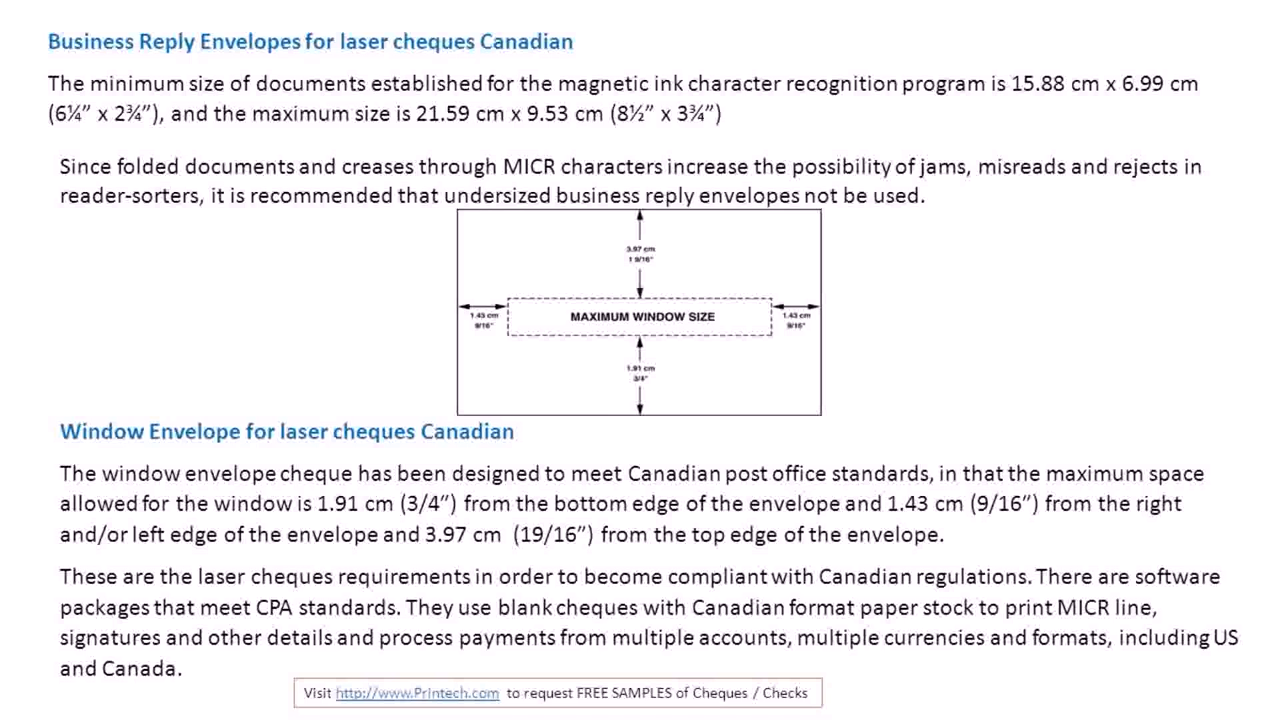 Business Reply Envelopes for laser cheques Canadian
The minimum size of documents established for the magnetic ink character recognition program is 15.88 cm x 6.99 cm
(6¼” x 2¾”), and the maximum size is 21.59 cm x 9.53 cm (8½” x 3¾”)
Since folded documents and creases through MICR characters increase the possibility of jams, misreads and rejects in
reader-sorters, it is recommended that undersized business reply envelopes not be used.
3.97 cm
1 9/16"
MAXIMUM WINDOW SIZE
1.43 cm
9/16"
1.43 cm
9/16"
1.91 cm
3/4"
Window Envelope for laser cheques Canadian
The window envelope cheque has been designed to meet Canadian post office standards, in that the maximum space
allowed for the window is 1.91 cm (3/4”) from the bottom edge of the envelope and 1.43 cm (9/16”) from the right
and/or left edge of the envelope and 3.97 cm (19/16”) from the top edge of the envelope.
These are the laser cheques requirements in order to become compliant with Canadian regulations. There are software
packages that meet CPA standards. They use blank cheques with Canadian format paper stock to print MICR line,
signatures and other details and process payments from multiple accounts, multiple currencies and formats, including US
and Canada.
Visit http://www.Printech.com to request FREE SAMPLES of Cheques / Checks